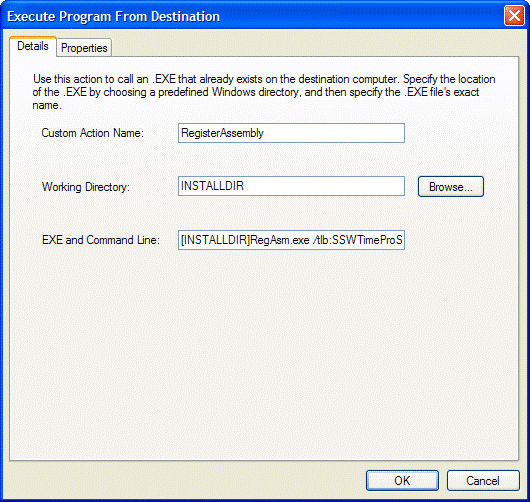 Execute Program From Destination
Details Properties
Use this action to call an .EXE that already exists on the destination computer. Specify the location
of the .EXE by choosing a predefined Windows directory, and then specify the .EXE file's exact
name.
Custom Action Name: RegisterAssembly
Working Directory: INSTALLDIR Browse...
EXE and Command Line: [INSTALLDIR]RegAsm.exe /tlb:SSWTimeProS
OK Cancel